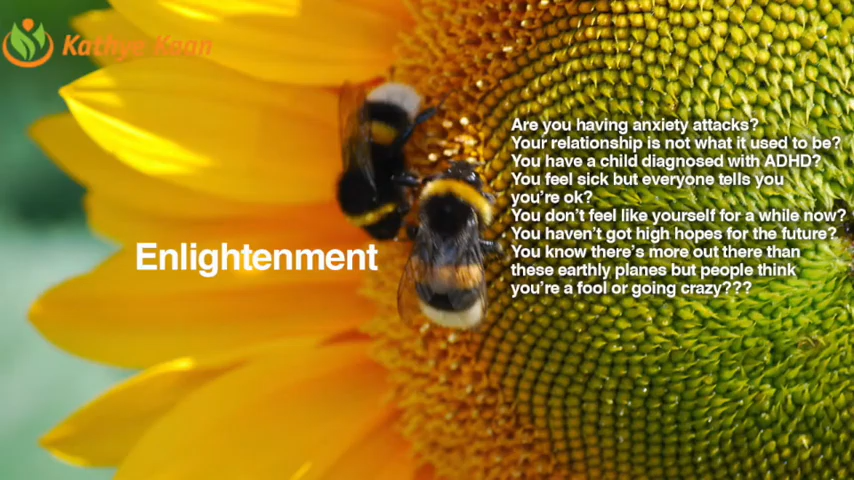 Kathye Kaan
Enlightenment
Are you having anxiety attacks?
Your relationship is not what it used to be?
You have a child diagnosed with ADHD?
You feel sick but everyone tells you
you're ok?
You don't feel like yourself for a while now?
You haven't got high hopes for the future?
You know there's more out there than
these earthly planes but people think
you're a fool or going crazy???